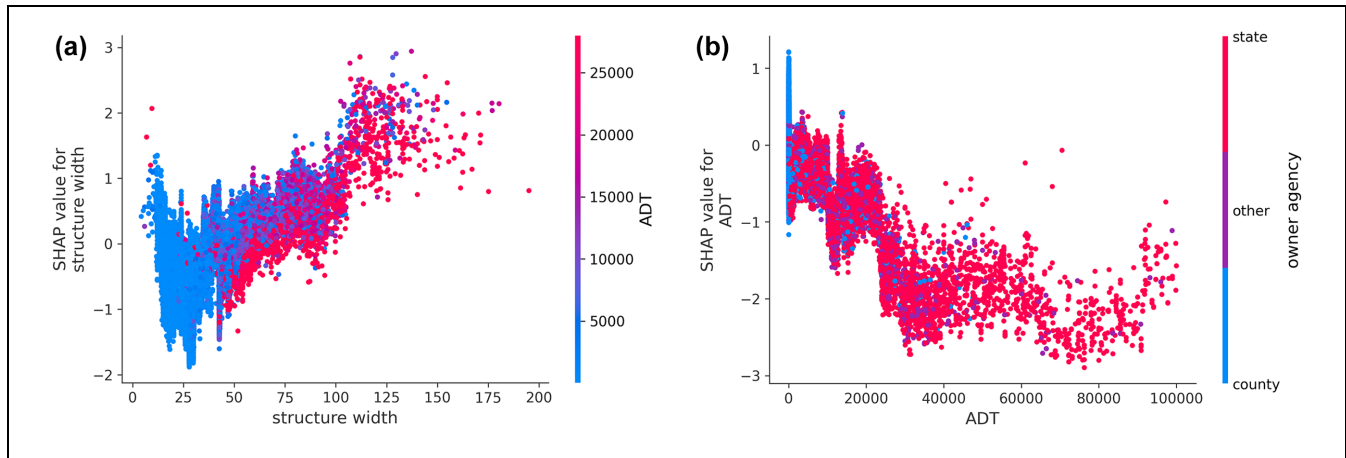 (a)
SHAP value for
structure width
3
2
1
0
−1
−2
0
25
50
75
100
125
150
175
200
structure width
25000
20000
15000
10000
5000
ADT
(b)
SHAP value for
ADT
1
0
−1
−2
−3
0
20000
40000
60000
80000
100000
ADT
state
other
county
owner agency